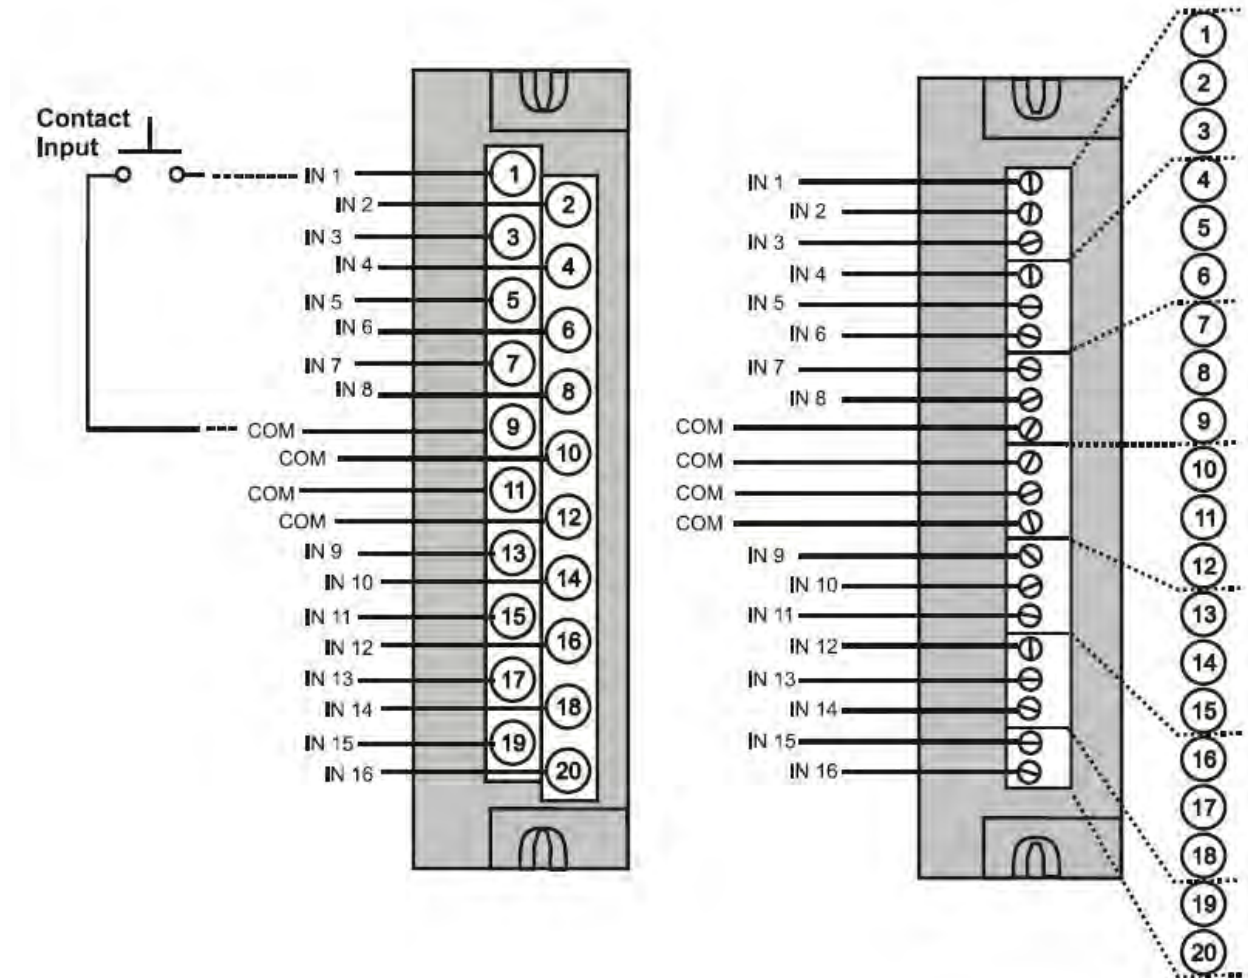 Contact
Input
IN 1
IN 2
IN 3
IN 4
IN 5
IN 6
IN 7
IN 8
COM
COM
COM
COM
IN 9
IN 10
IN 11
IN 12
IN 13
IN 14
IN 15
IN 16
1
2
3
4
5
6
7
8
9
10
11
12
13
14
15
16
17
18
19
20
IN 1
IN 2
IN 3
IN 4
IN 5
IN 6
IN 7
IN 8
COM
COM
COM
COM
IN 9
IN 10
IN 11
IN 12
IN 13
IN 14
IN 15
IN 16
1
2
3
4
5
6
7
8
9
10
11
12
13
14
15
16
17
18
19
20